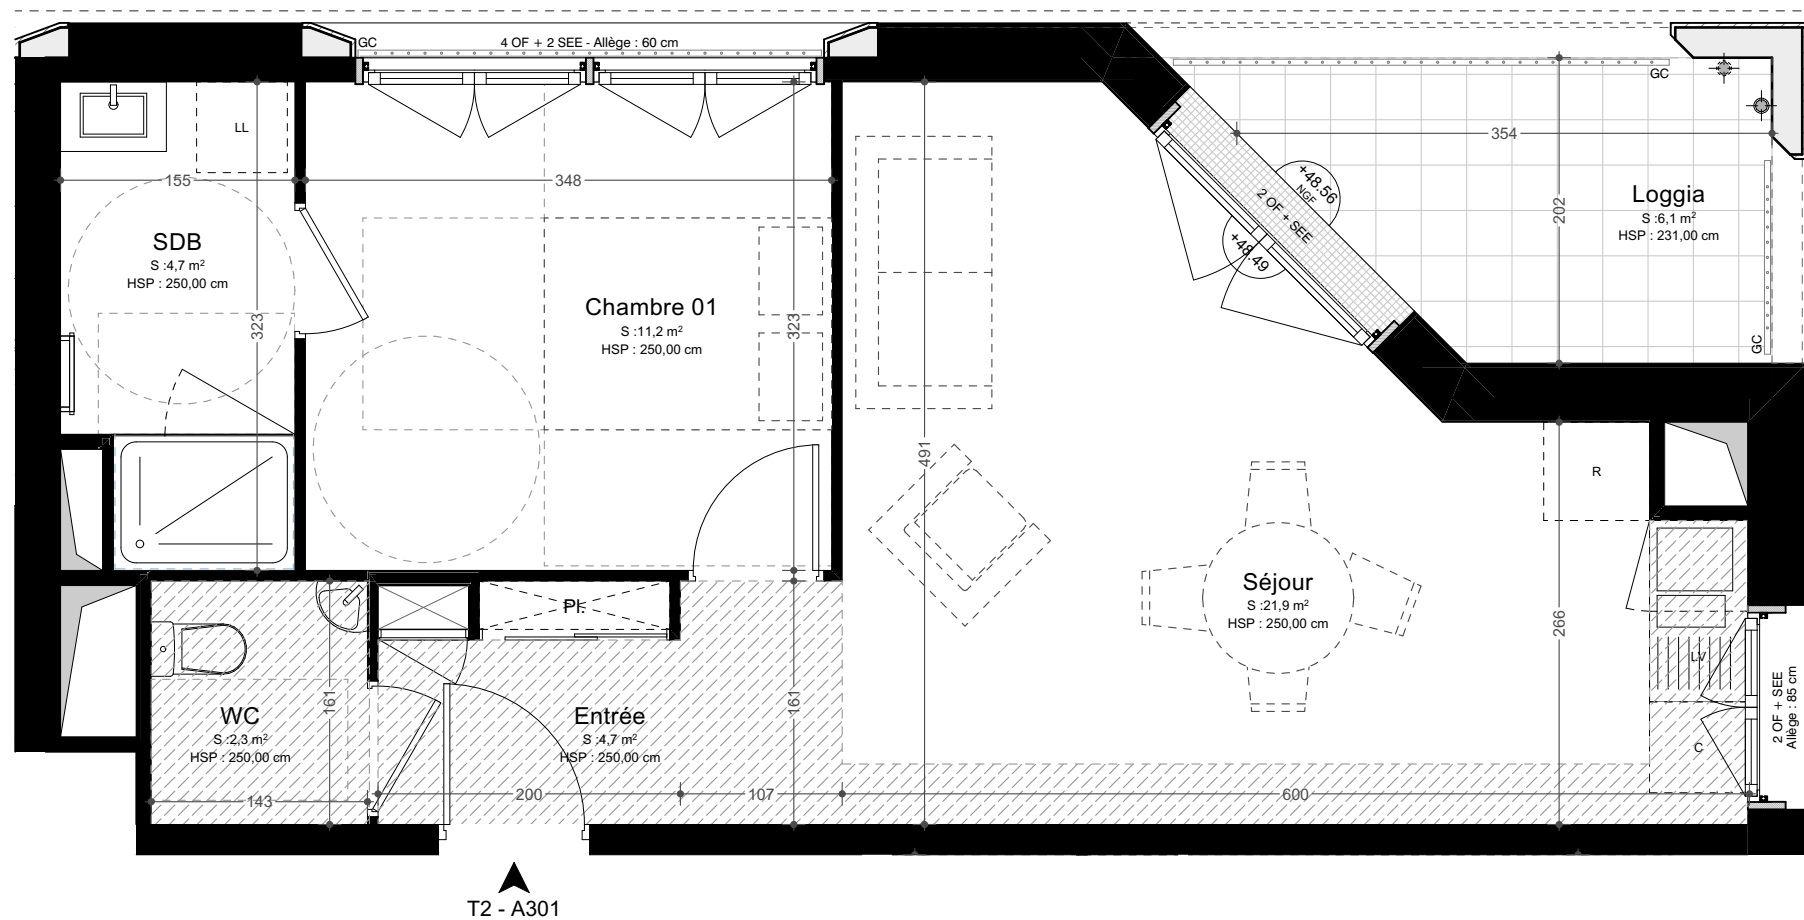 GC
4 OF + 2 SEE - Allège : 60 cm
GC
LL
354
155
348
+48.56
NGF
2 OF + SEE
+48.49
202
Loggia
S :6,1 m²
HSP : 231,00 cm
SDB
S :4,7 m²
HSP : 250,00 cm
323
Chambre 01
S :11,2 m²
HSP : 250,00 cm
323
GC
491
R
Séjour
S :21,9 m²
HSP : 250,00 cm
266
Pl.
LV
WC
S :2,3 m²
HSP : 250,00 cm
161
Entrée
S :4,7 m²
HSP : 250,00 cm
161
C
2 OF + SEE
Allège : 85 cm
143
200
107
600
T2 - A301